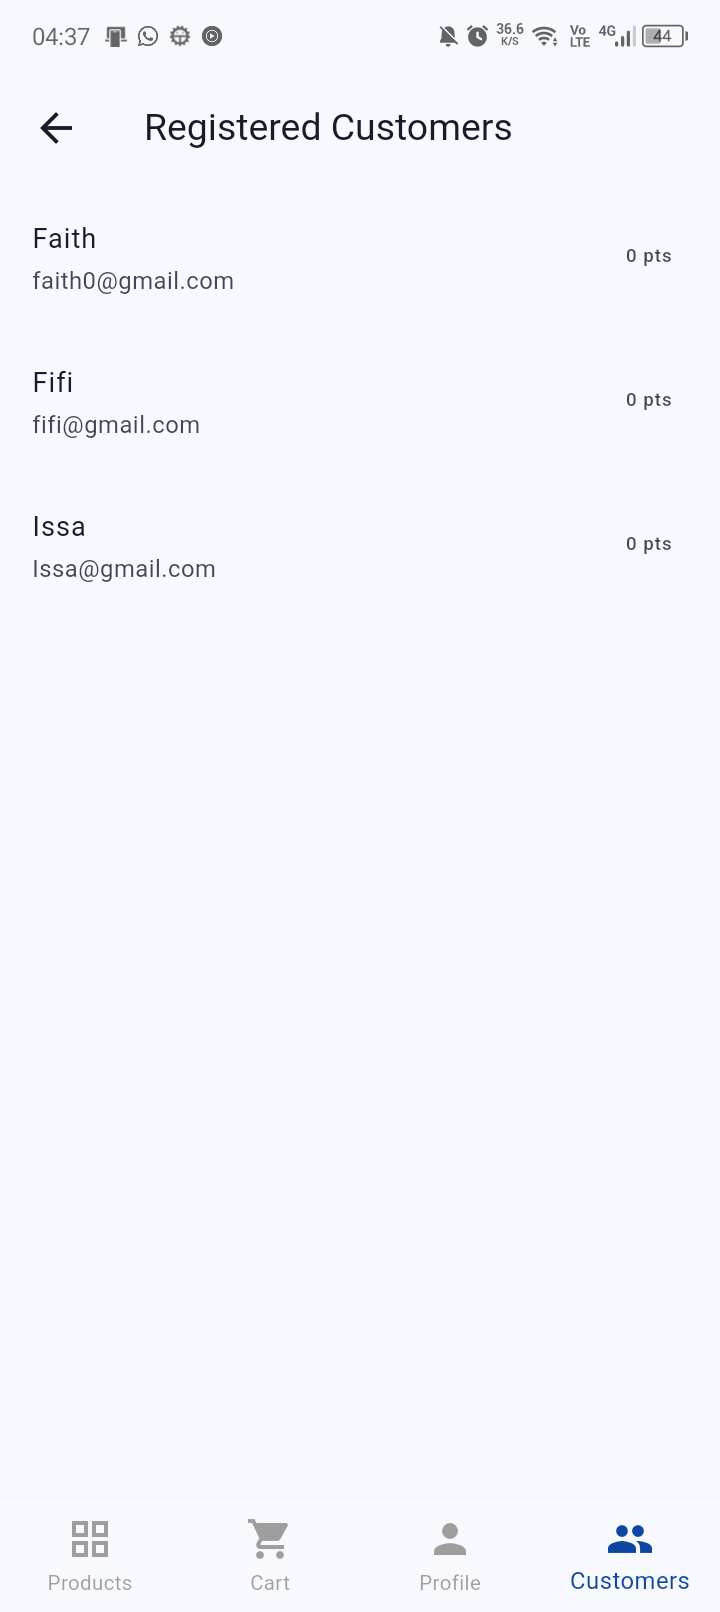 04:37 36.6 K/S Vo LTE 4G 44
Registered Customers
Faith
faith0@gmail.com
0 pts
Fifi
fifi@gmail.com
0 pts
Issa
Issa@gmail.com
0 pts
Products Cart Profile Customers